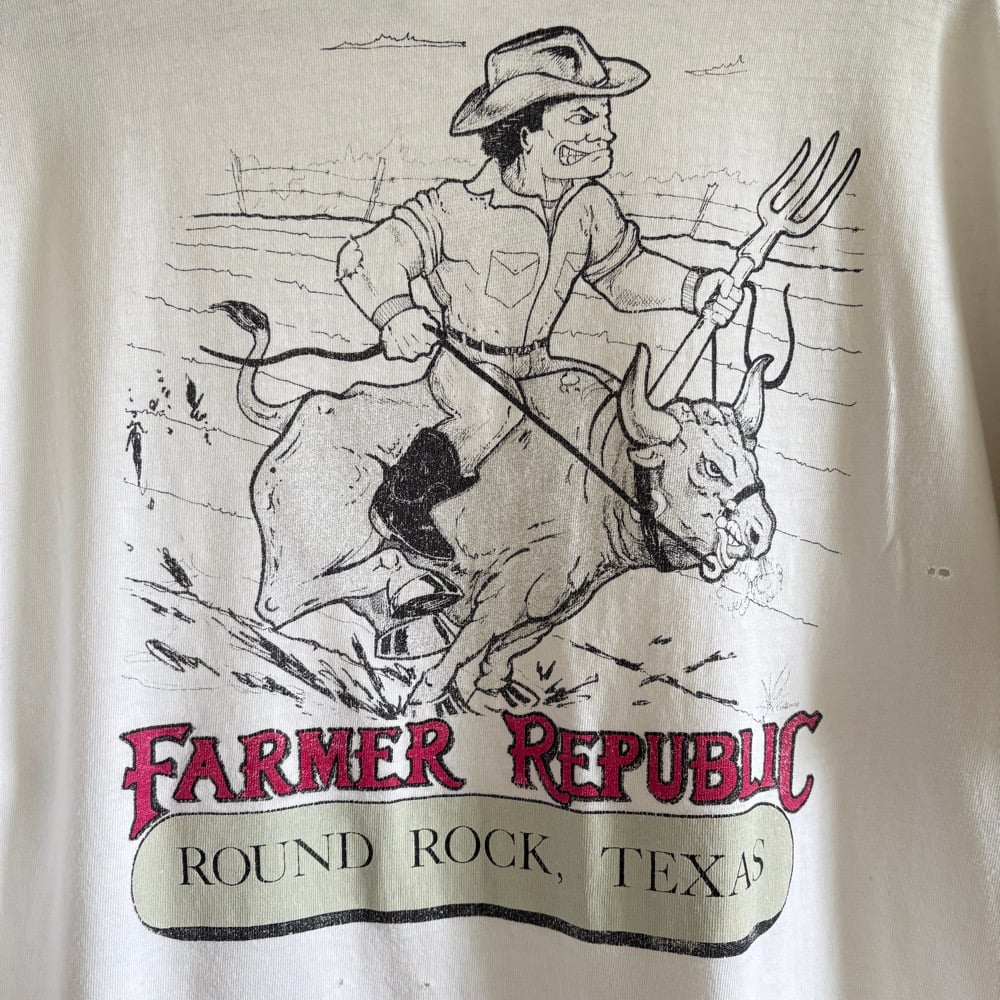 FARMER REPUBLIC
ROUND ROCK, TEXAS